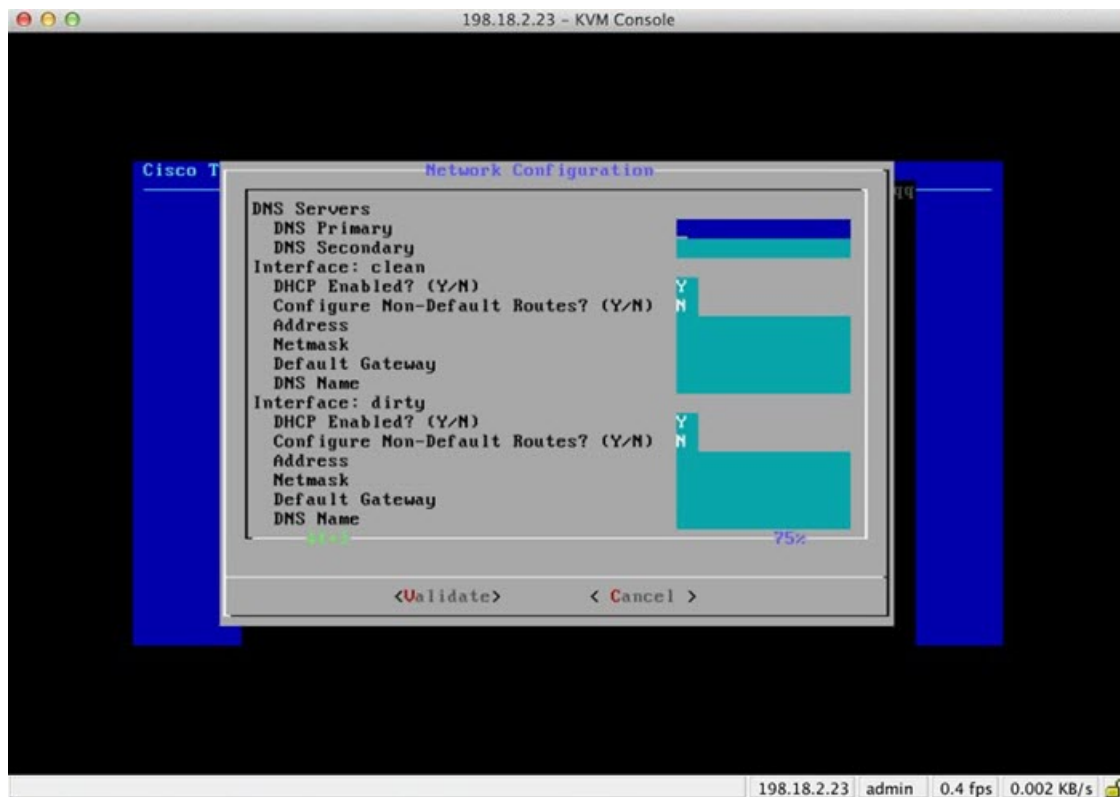 198.18.2.23 – KVM Console
Cisco T
Network Configuration
qq
DNS Servers
DNS Primary
DNS Secondary
Interface: clean
DHCP Enabled? (Y/N) Y
Configure Non-Default Routes? (Y/N) N
Address
Netmask
Default Gateway
DNS Name
Interface: dirty
DHCP Enabled? (Y/N) Y
Configure Non-Default Routes? (Y/N) N
Address
Netmask
Default Gateway
DNS Name
75%
<Validate> < Cancel >
198.18.2.23 admin 0.4 fps 0.002 KB/s